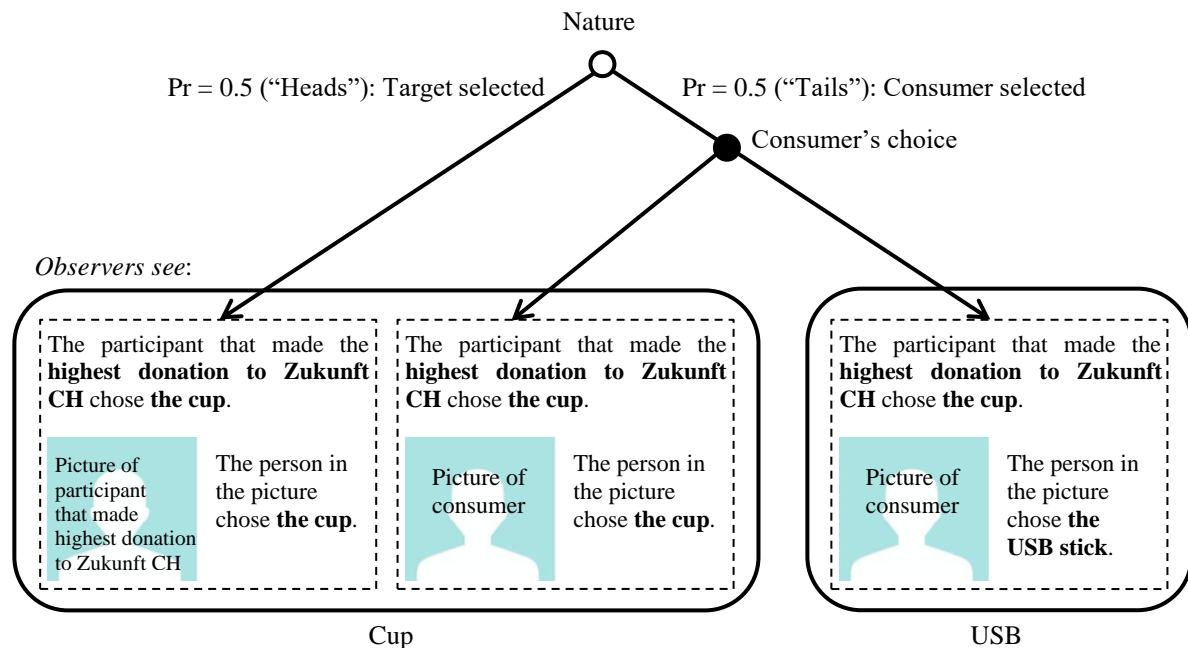 Nature
Pr = 0.5 (“Heads”): Target selected
Pr = 0.5 (“Tails”): Consumer selected
Consumer’s choice
Observers see:
The participant that made the
highest donation to Zukunft
CH chose the cup.
Picture of
participant
that made
highest donation
to Zukunft CH
The person in
the picture
chose the cup.
The participant that made the
highest donation to Zukunft
CH chose the cup.
Picture of
consumer
The person in
the picture
chose the cup.
The participant that made the
highest donation to Zukunft
CH chose the cup.
Picture of
consumer
The person in
the picture
chose the
USB stick.
Cup
USB